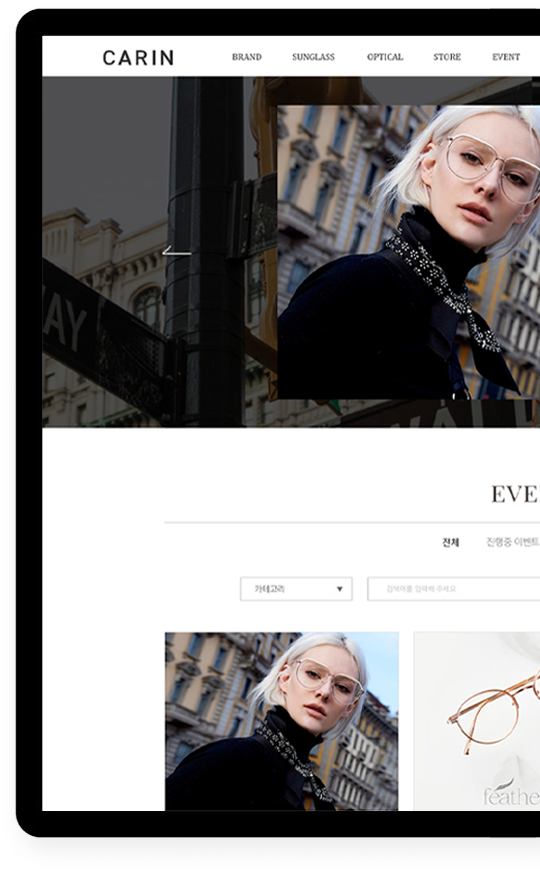 CARIN BRAND SUNGLASS OPTICAL STORE EVENT
WAY
EVE
전체 진행중 이벤트
카테고리 ▼ 검색어를 입력해 주세요
feathe